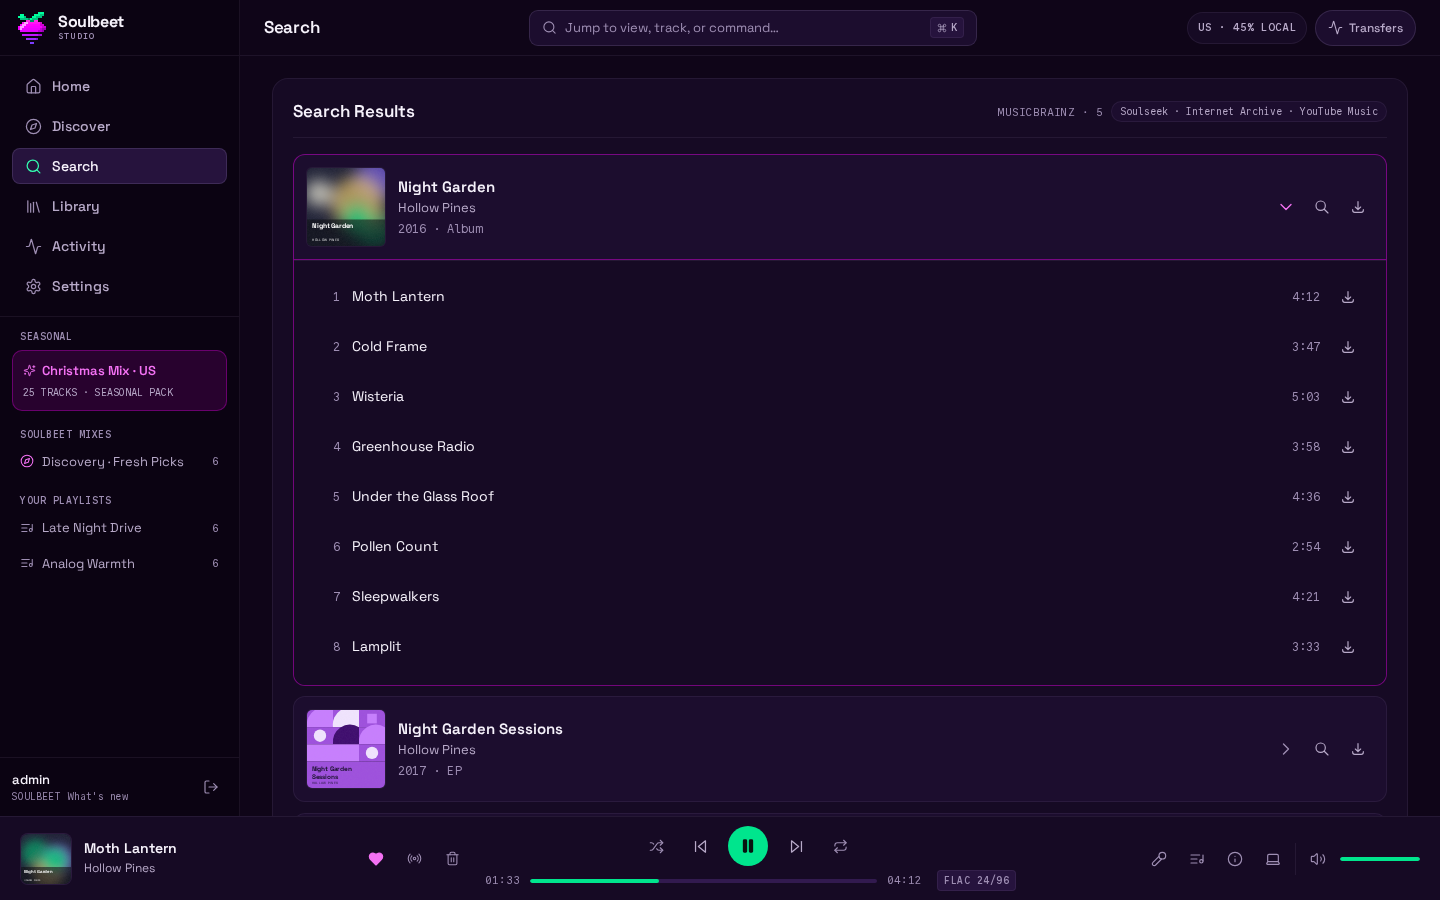 Soulbeet
STUDIO
Search
Jump to view, track, or command...
⌘ K
US · 45% LOCAL
Transfers
Home
Discover
Search
Library
Activity
Settings
SEASONAL
Christmas Mix · US
25 TRACKS · SEASONAL PACK
SOULBEET MIXES
Discovery · Fresh Picks 6
YOUR PLAYLISTS
Late Night Drive 6
Analog Warmth 6
admin
SOULBEET What's new
Search Results
MUSICBRAINZ · 5
Soulseek · Internet Archive · YouTube Music
Night Garden
HOLLOW PINES
Night Garden
Hollow Pines
2016 · Album
1 Moth Lantern 4:12
2 Cold Frame 3:47
3 Wisteria 5:03
4 Greenhouse Radio 3:58
5 Under the Glass Roof 4:36
6 Pollen Count 2:54
7 Sleepwalkers 4:21
8 Lamplit 3:33
Night Garden
Sessions
HOLLOW PINES
Night Garden Sessions
Hollow Pines
2017 · EP
Night Garden
Moth Lantern
Hollow Pines
01:33
04:12
FLAC 24/96